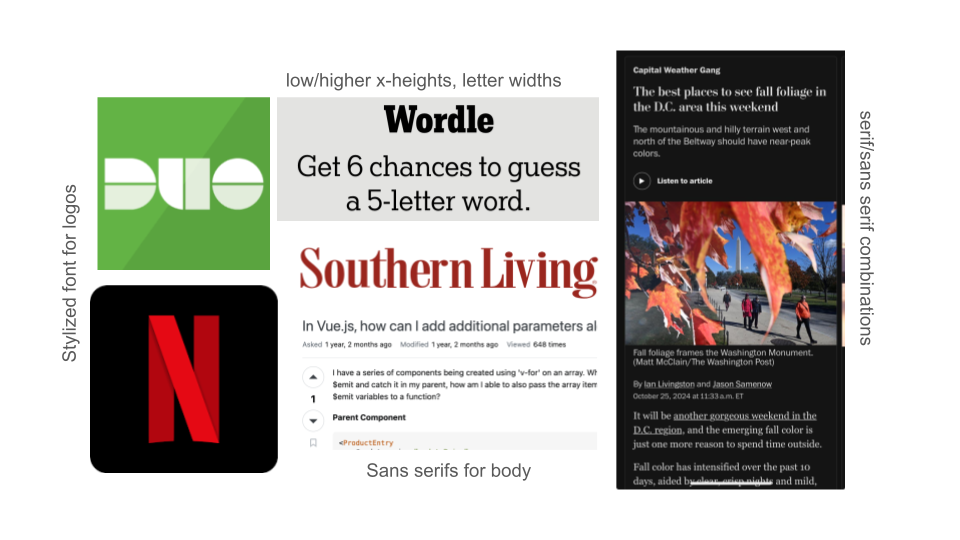 low/higher x-heights, letter widths
Stylized font for logos
DUO
N
Wordle
Get 6 chances to guess
a 5-letter word.
Southern Living
In Vue.js, how can I add additional parameters al
Asked 1 year, 2 months ago Modified 1 year, 2 months ago Viewed 648 times
I have a series of components being created using 'v-for' on an array. Wh
$emit and catch it in my parent, how am I able to also pass the array item
$emit variables to a function?
1
Parent Component
<ProductEntry
Sans serifs for body
Capital Weather Gang
The best places to see fall foliage in
the D.C. area this weekend
The mountainous and hilly terrain west and
north of the Beltway should have near-peak
colors.
Listen to article
Fall foliage frames the Washington Monument.
(Matt McClain/The Washington Post)
By Ian Livingston and Jason Samenow
October 25, 2024 at 11:33 a.m. ET
It will be another gorgeous weekend in the
D.C. region, and the emerging fall color is
just one more reason to spend time outside.
Fall color has intensified over the past 10
days, aided by clear, crisp nights and mild,
serif/sans serif combinations